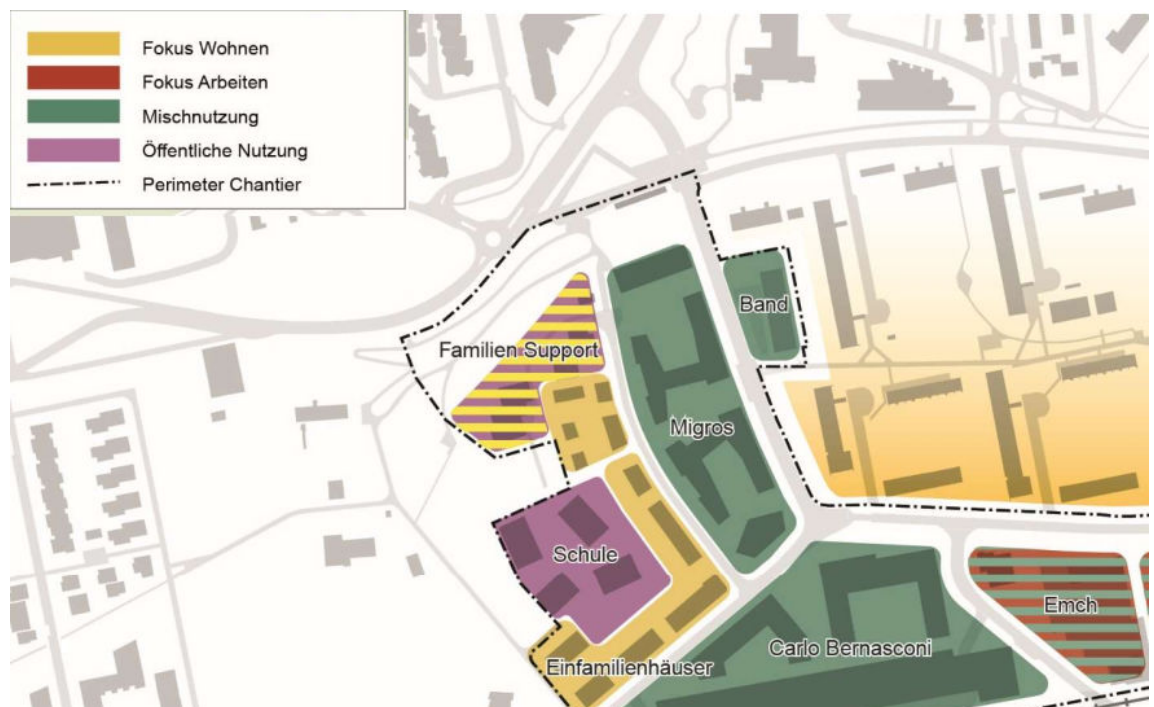 Fokus Wohnen
Fokus Arbeiten
Mischnutzung
Öffentliche Nutzung
Perimeter Chantier
Band
Familien Support
Migros
Schule
Emch
Carlo Bernasconi
Einfamilienhäuser